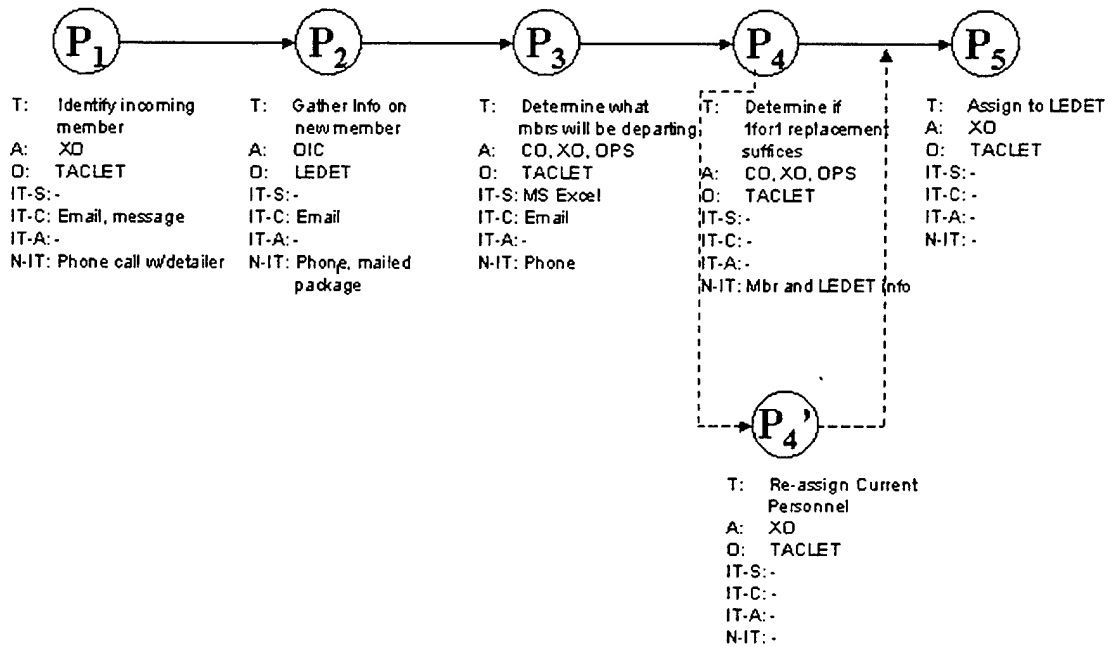 P1
P2
P3
P4
P5
T: Identify incoming
member
A: XO
O: TACLET
IT-S:-
IT-C: Email, message
IT-A:-
N-IT: Phone call w/detailer
T: Gather Info on
new member
A: OIC
O: LEDET
IT-S:-
IT-C: Email
IT-A:-
N-IT: Phone, mailed
package
T: Determine what
mbrs will be departing
A: CO, XO, OPS
O: TACLET
IT-S: MS Excel
IT-C: Email
IT-A:-
N-IT: Phone
T: Determine if
1for1 replacement
suffices
A: CO, XO, OPS
O: TACLET
IT-S:-
IT-C:-
IT-A:-
N-IT: Mbr and LEDET Info
T: Assign to LEDET
A: XO
O: TACLET
IT-S:-
IT-C:-
IT-A:-
N-IT:-
P4'
T: Re-assign Current
Personnel
A: XO
O: TACLET
IT-S:-
IT-C:-
IT-A:-
N-IT:-